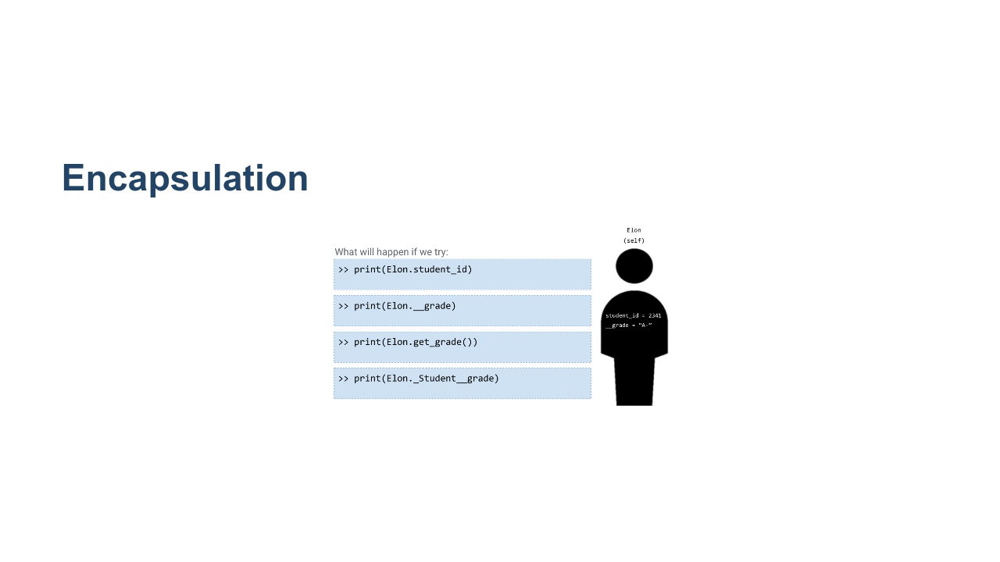 Encapsulation
Elon
(self)
What will happen if we try:
>> print(Elon.student_id)
>> print(Elon.__grade)
>> print(Elon.get_grade())
>> print(Elon._Student__grade)
student_id = 2341
__grade = “A-”